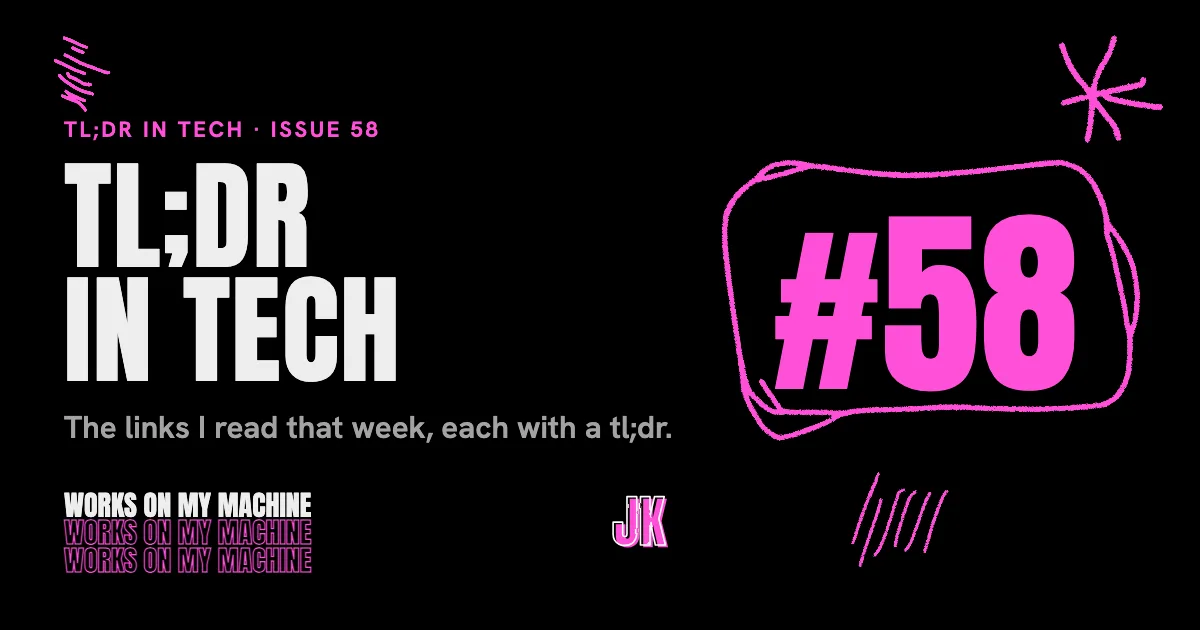 TL;DR IN TECH · ISSUE 58
TL;DR
IN TECH
The links I read that week, each with a tl;dr.
#58
WORKS ON MY MACHINE
WORKS ON MY MACHINE
WORKS ON MY MACHINE
JK